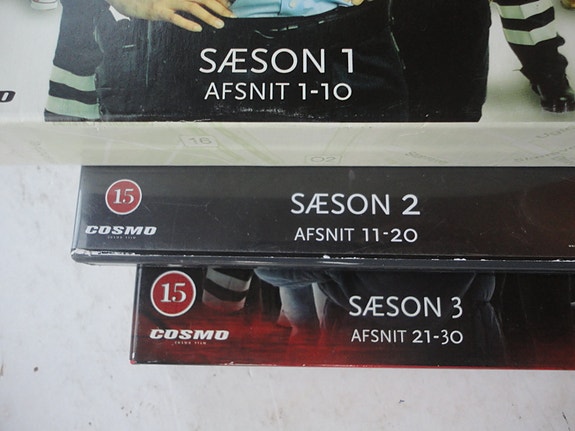 SÆSON 1
AFSNIT 1-10
SÆSON 2
AFSNIT 11-20
15
COSMO
SÆSON 3
AFSNIT 21-30
15
COSMO